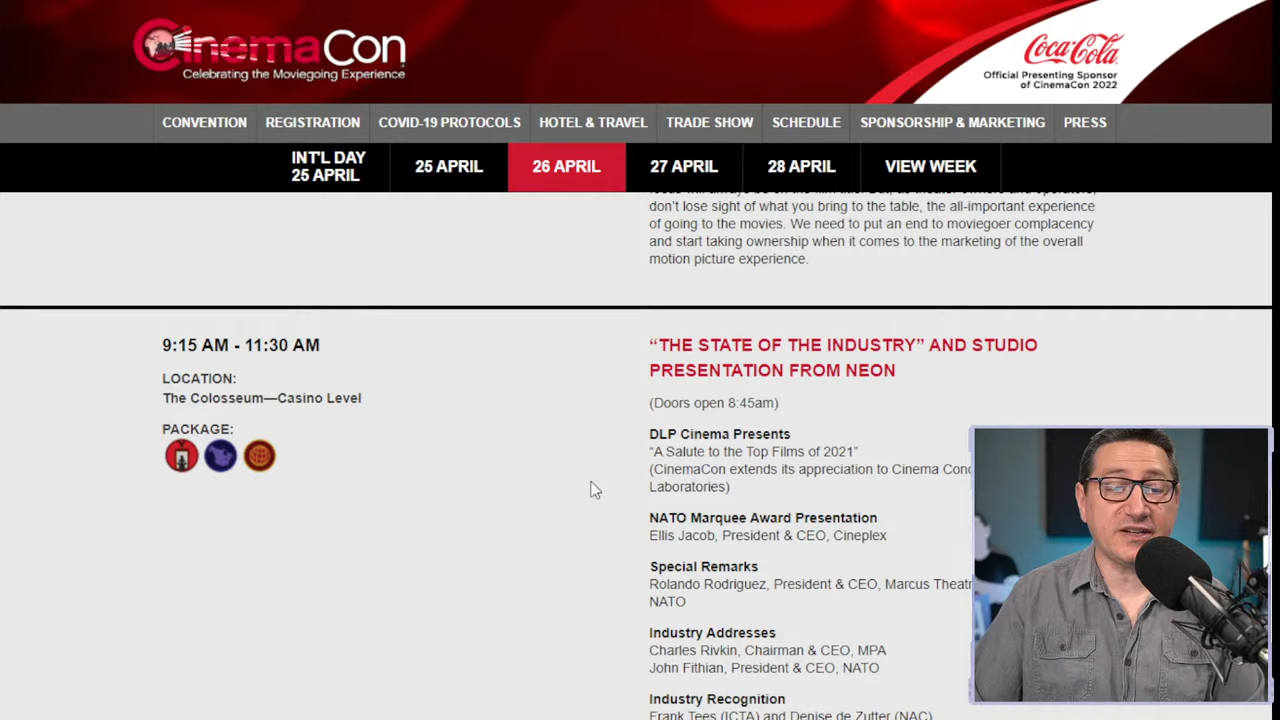 CinemaCon
Celebrating the Moviegoing Experience
Coca-Cola
Official Presenting Sponsor
of CinemaCon 2022
CONVENTION REGISTRATION COVID-19 PROTOCOLS HOTEL & TRAVEL TRADE SHOW SCHEDULE SPONSORSHIP & MARKETING PRESS
INT'L DAY
25 APRIL
25 APRIL
26 APRIL
27 APRIL
28 APRIL
VIEW WEEK
don't lose sight of what you bring to the table, the all-important experience
of going to the movies. We need to put an end to moviegoer complacency
and start taking ownership when it comes to the marketing of the overall
motion picture experience.
9:15 AM - 11:30 AM
LOCATION:
The Colosseum—Casino Level
PACKAGE:
“THE STATE OF THE INDUSTRY” AND STUDIO
PRESENTATION FROM NEON
(Doors open 8:45am)
DLP Cinema Presents
“A Salute to the Top Films of 2021”
(CinemaCon extends its appreciation to Cinema Conc
Laboratories)
NATO Marquee Award Presentation
Ellis Jacob, President & CEO, Cineplex
Special Remarks
Rolando Rodriguez, President & CEO, Marcus Theatr
NATO
Industry Addresses
Charles Rivkin, Chairman & CEO, MPA
John Fithian, President & CEO, NATO
Industry Recognition
Frank Tees (ICTA) and Denise de Zutter (NAC)